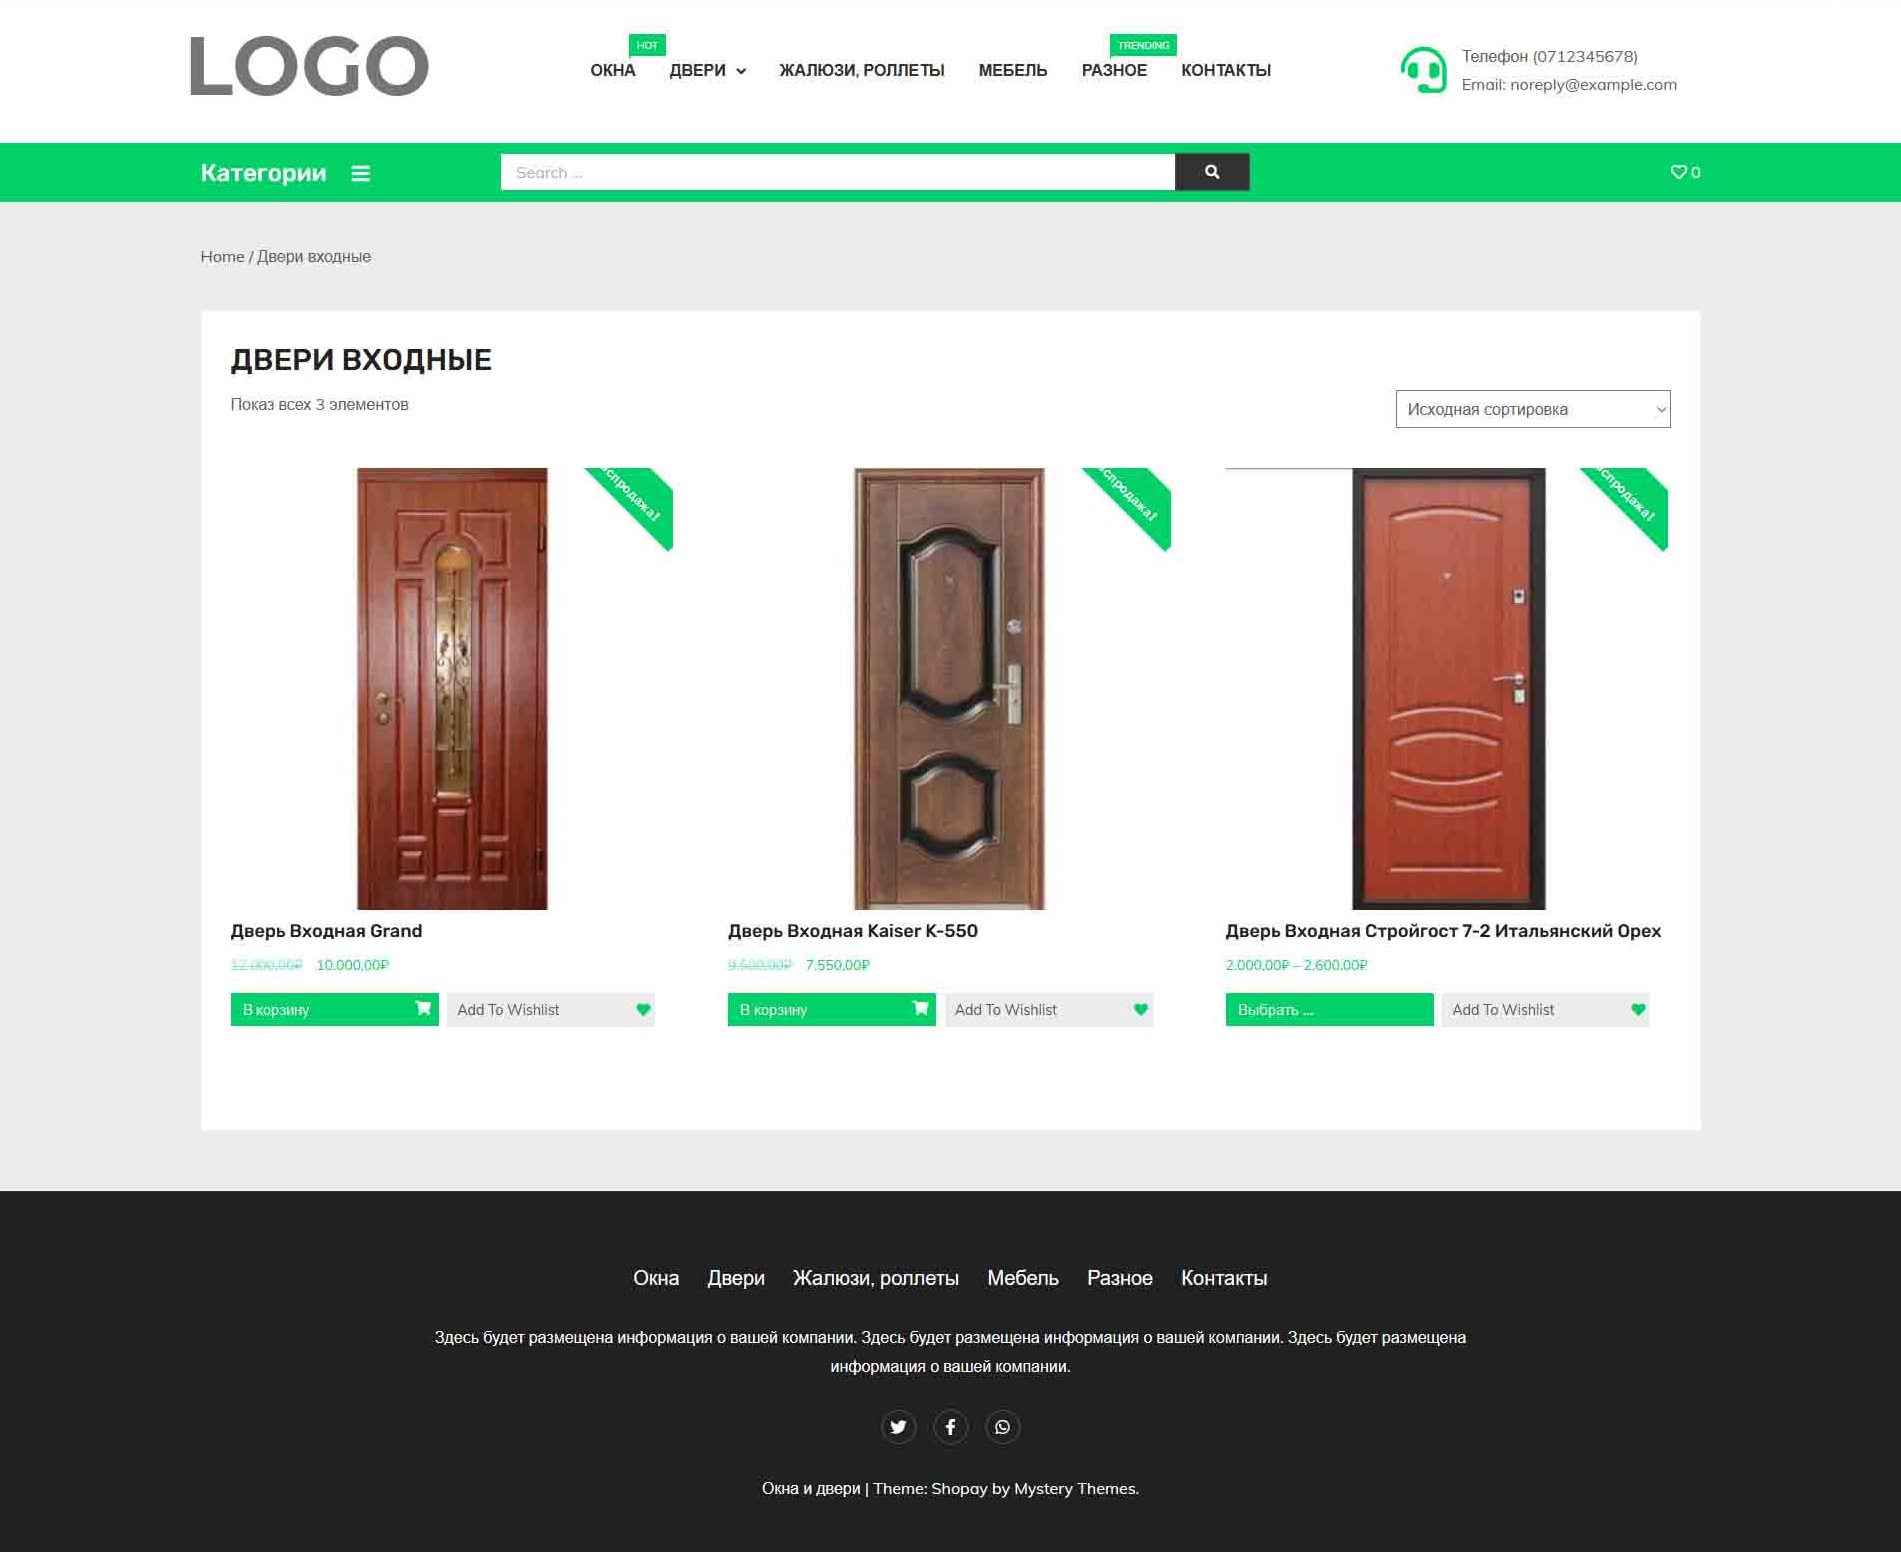 LOGO
HOT
TRENDING
ОКНА ДВЕРИ ЖАЛЮЗИ, РОЛЛЕТЫ МЕБЕЛЬ РАЗНОЕ КОНТАКТЫ
Телефон (0712345678)
Email: noreply@example.com
Категории
Search ...
0
Home / Двери входные
ДВЕРИ ВХОДНЫЕ
Показ всех 3 элементов
Исходная сортировка
спродажа!
спродажа!
спродажа!
Дверь Входная Grand
12.000,00₽ 10.000,00₽
В корзину Add To Wishlist
Дверь Входная Kaiser K-550
9.500,00₽ 7.550,00₽
В корзину Add To Wishlist
Дверь Входная Стройгост 7-2 Итальянский Орех
2.000,00₽ – 2.600,00₽
Выбрать ... Add To Wishlist
Окна Двери Жалюзи, роллеты Мебель Разное Контакты
Здесь будет размещена информация о вашей компании. Здесь будет размещена информация о вашей компании. Здесь будет размещена
информация о вашей компании.
Окна и двери | Theme: Shopay by Mystery Themes.